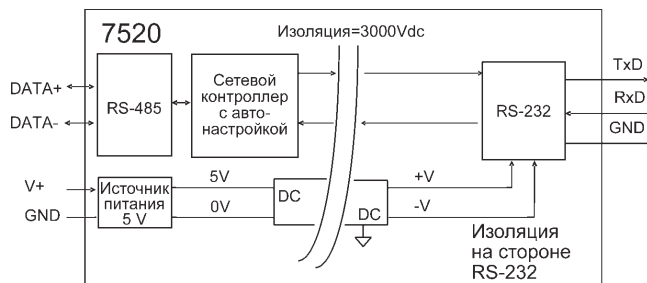 7520
Изоляция=3000Vdc
DATA+
DATA-
RS-485
Сетевой
контроллер
с авто-
настройкой
RS-232
TxD
RxD
GND
V+
GND
Источник
питания
5 V
5V
0V
DC
DC
+V
-V
Изоляция
на стороне
RS-232